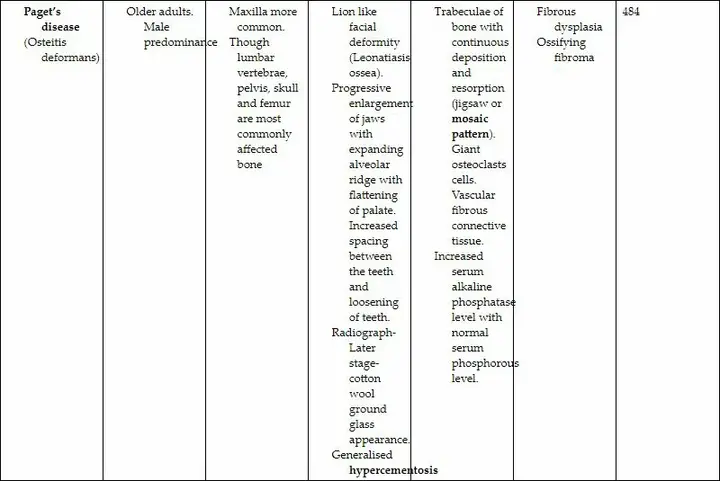 Paget's
disease
(Osteitis
deformans)
Older adults.
Male
predominance
Maxilla more
common.
Though
lumbar
vertebrae,
pelvis, skull
and femur
are most
commonly
affected
bone
Lion like
facial
deformity
(Leonatiasis
ossea).
Progressive
enlargement
of jaws
with
expanding
alveolar
ridge with
flattening
of palate.
Increased
spacing
between
the teeth
and
loosening
of teeth.
Radiograph-
Later
stage-
cotton
wool
ground
glass
appearance.
Generalised
hypercementosis
Trabeculae of
bone with
continuous
deposition
and
resorption
(jigsaw or
mosaic
pattern).
Giant
osteoclasts
cells.
Vascular
fibrous
connective
tissue.
Increased
serum
alkaline
phosphatase
level with
normal
serum
phosphorous
level.
Fibrous
dysplasia
Ossifying
fibroma
484